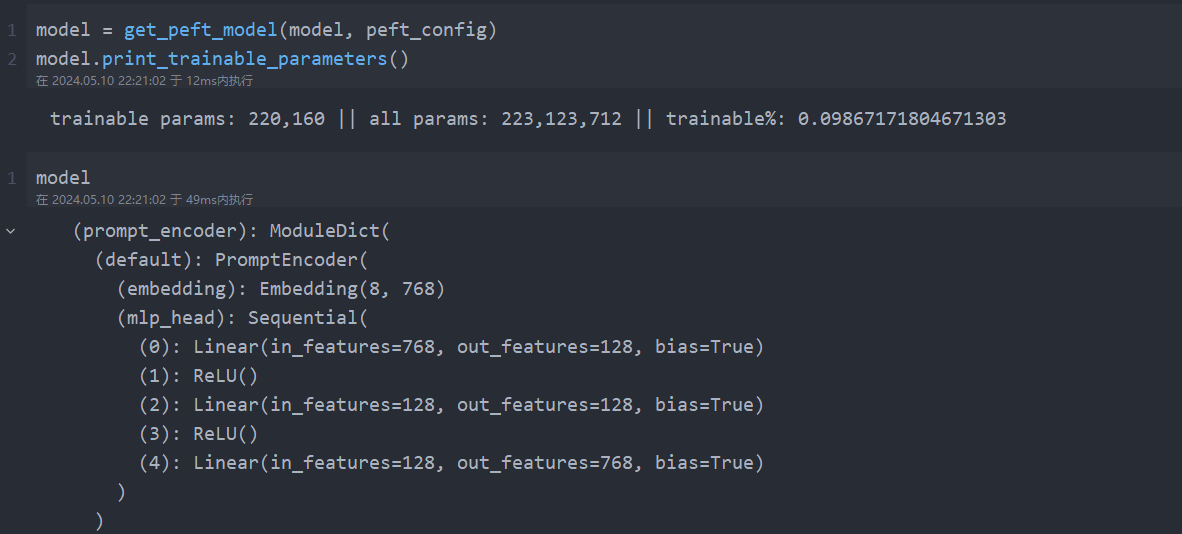 1 model = get_peft_model(model, peft_config)
2 model.print_trainable_parameters()
在 2024.05.10 22:21:02 于 12ms内执行
trainable params: 220,160 || all params: 223,123,712 || trainable%: 0.09867171804671303
1 model
在 2024.05.10 22:21:02 于 49ms内执行
(prompt_encoder): ModuleDict(
(default): PromptEncoder(
(embedding): Embedding(8, 768)
(mlp_head): Sequential(
(0): Linear(in_features=768, out_features=128, bias=True)
(1): ReLU()
(2): Linear(in_features=128, out_features=128, bias=True)
(3): ReLU()
(4): Linear(in_features=128, out_features=768, bias=True)
)
)